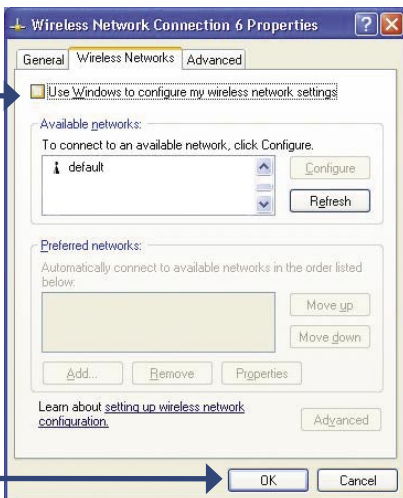 Wireless Network Connection 6 Properties
General Wireless Networks Advanced
Use Windows to configure my wireless network settings
Available networks:
To connect to an available network, click Configure.
default
Configure
Refresh
Preferred networks:
Automatically connect to available networks in the order listed
below:
Move up
Move down
Add... Remove Properties
Learn about setting up wireless network
configuration.
Advanced
OK Cancel